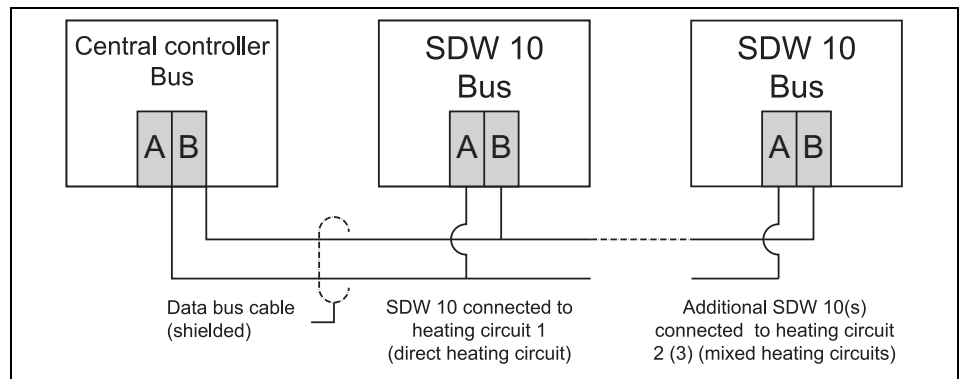 Central controller
Bus
A B
SDW 10
Bus
A B
SDW 10
Bus
A B
Data bus cable
(shielded)
SDW 10 connected to
heating circuit 1
(direct heating circuit)
Additional SDW 10(s)
connected to heating circuit
2 (3) (mixed heating circuits)